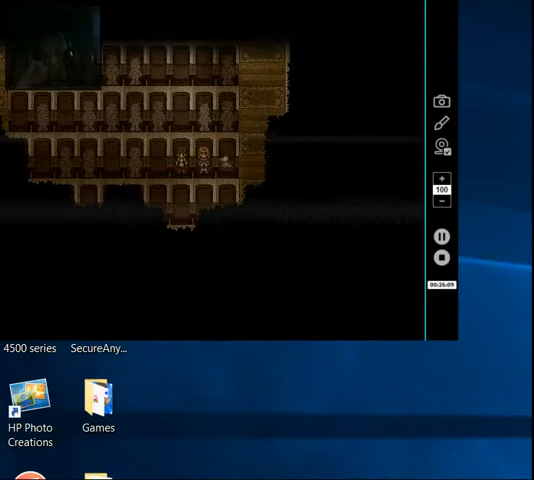 +
100
−
00:26:09
4500 series
SecureAny...
HP Photo
Creations
Games